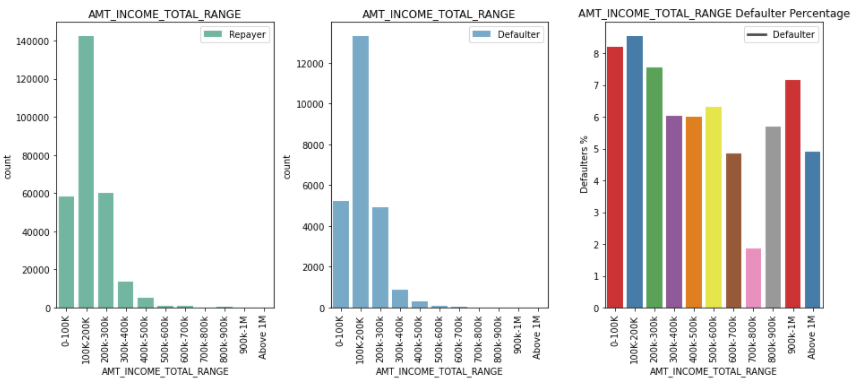 AMT_INCOME_TOTAL_RANGE
Repayer
140000
120000
100000
80000
60000
40000
20000
0
count
0-100K
100K-200K
200k-300k
300k-400k
400k-500k
500k-600k
600k-700k
700k-800k
800k-900k
900k-1M
Above 1M
AMT_INCOME_TOTAL_RANGE
AMT_INCOME_TOTAL_RANGE
Defaulter
12000
10000
8000
6000
4000
2000
0
count
0-100K
100K-200K
200k-300k
300k-400k
400k-500k
500k-600k
600k-700k
700k-800k
800k-900k
900k-1M
Above 1M
AMT_INCOME_TOTAL_RANGE
AMT_INCOME_TOTAL_RANGE Defaulter Percentage
Defaulter
8
7
6
5
4
3
2
1
0
Defaulters %
0-100K
100K-200K
200k-300k
300k-400k
400k-500k
500k-600k
600k-700k
700k-800k
800k-900k
900k-1M
Above 1M
AMT_INCOME_TOTAL_RANGE